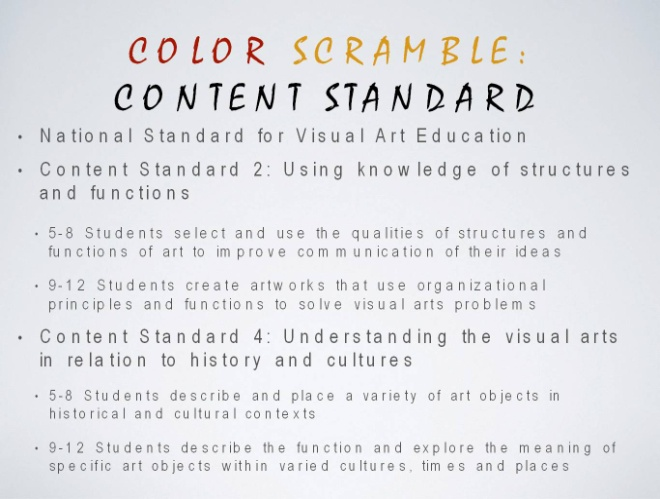 COLOR SCRAMBLE:
CONTENT STANDARD
• National Standard for Visual Art Education
• Content Standard 2: Using knowledge of structures
and functions
• 5-8 Students select and use the qualities of structures and
functions of art to improve communication of their ideas
• 9-12 Students create artworks that use organizational
principles and functions to solve visual arts problems
• Content Standard 4: Understanding the visual arts
in relation to history and cultures
• 5-8 Students describe and place a variety of art objects in
historical and cultural contexts
• 9-12 Students describe the function and explore the meaning of
specific art objects within varied cultures, times and places